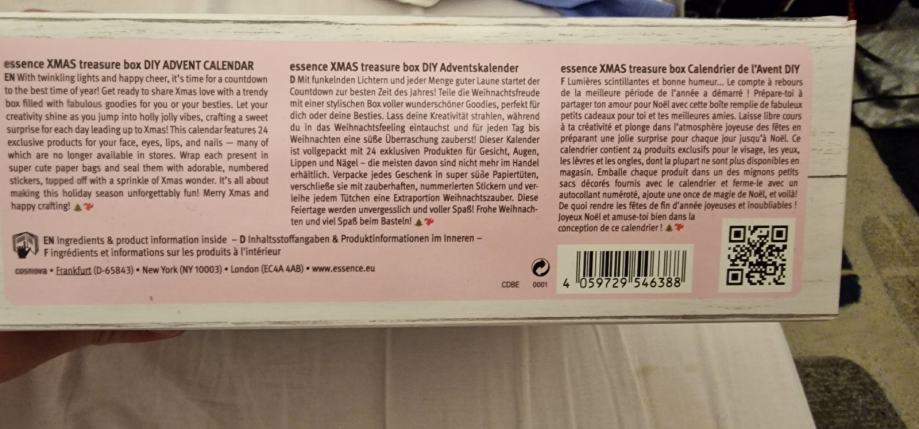 essence XMAS treasure box DIY ADVENT CALENDAR
EN With twinkling lights and happy cheer, it's time for a countdown
to the best time of year! Get ready to share Xmas love with a trendy
box filled with fabulous goodies for you or your besties. Let your
creativity shine as you jump into holly jolly vibes, crafting a sweet
surprise for each day leading up to Xmas! This calendar features 24
exclusive products for your face, eyes, lips, and nails – many of
which are no longer available in stores. Wrap each present in
super cute paper bags and seal them with adorable, numbered
stickers, topped off with a sprinkle of Xmas wonder. It's all about
making this holiday season unforgettably fun! Merry Xmas and
happy crafting!
essence XMAS treasure box DIY Adventskalender
D Mit funkelnden Lichtern und jeder Menge guter Laune startet der
Countdown zur besten Zeit des Jahres! Teile die Weihnachtsfreude
mit einer stylischen Box voller wunderschöner Goodies, perfekt für
dich oder deine Besties. Lass deine Kreativität strahlen, während
du in das Weihnachtsfeeling eintauchst und für jeden Tag bis
Weihnachten eine süße Überraschung zauberst! Dieser Kalender
ist vollgepackt mit 24 exklusiven Produkten für Gesicht, Augen,
Lippen und Nägel – die meisten davon sind nicht mehr im Handel
erhältlich. Verpacke jedes Geschenk in super süße Papiertüten,
verschließe sie mit zauberhaften, nummerierten Stickern und ver-
leihe jedem Tütchen eine Extraportion Weihnachtszauber. Diese
Feiertage werden unvergesslich und voller Spaß! Frohe Weihnach-
ten und viel Spaß beim Basteln!
essence XMAS treasure box Calendrier de l'Avent DIY
F Lumières scintillantes et bonne humeur... Le compte à rebours
de la meilleure période de l'année a démarré ! Prépare-toi à
partager ton amour pour Noël avec cette boîte remplie de fabuleux
petits cadeaux pour toi et tes meilleures amies. Laisse libre cours
à ta créativité et plonge dans l'atmosphère joyeuse des fêtes en
préparant une jolie surprise pour chaque jour jusqu'à Noël. Ce
calendrier contient 24 produits exclusifs pour le visage, les yeux,
les lèvres et les ongles, dont la plupart ne sont plus disponibles en
magasin. Emballe chaque produit dans un des mignons petits
sacs décorés fournis avec le calendrier et ferme-le avec un
autocollant numéroté, ajoute une once de magie de Noël, et voilà!
De quoi rendre les fêtes de fin d'année joyeuses et inoubliables !
Joyeux Noël et amuse-toi bien dans la
conception de ce calendrier !
EN Ingredients & product information inside – D Inhaltsstoffangaben & Produktinformationen im Inneren –
F ingrédients et informations sur les produits à l'intérieur
cosnova • Frankfurt (D-65843) • New York (NY 10003) • London (EC4A 4AB) • www.essence.eu
CDBE 0001
4 059729 546388